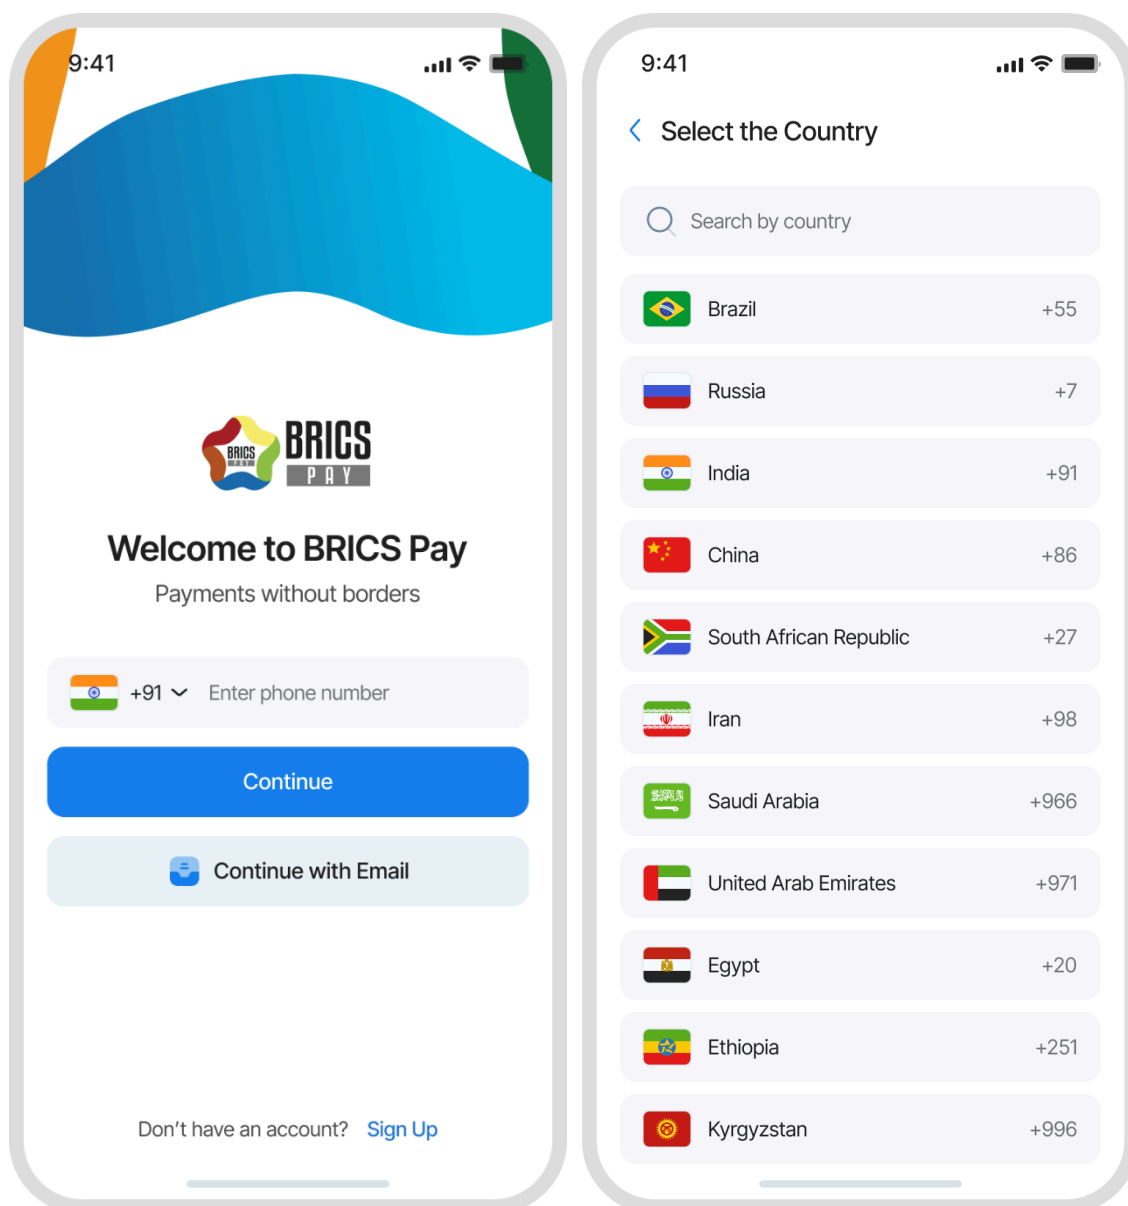 9:41
BRICS
PAY
BRICS
PAY
Welcome to BRICS Pay
Payments without borders
+91 Enter phone number
Continue
Continue with Email
Don't have an account? Sign Up
9:41
Select the Country
Search by country
Brazil +55
Russia +7
India +91
China +86
South African Republic +27
Iran +98
Saudi Arabia +966
United Arab Emirates +971
Egypt +20
Ethiopia +251
Kyrgyzstan +996